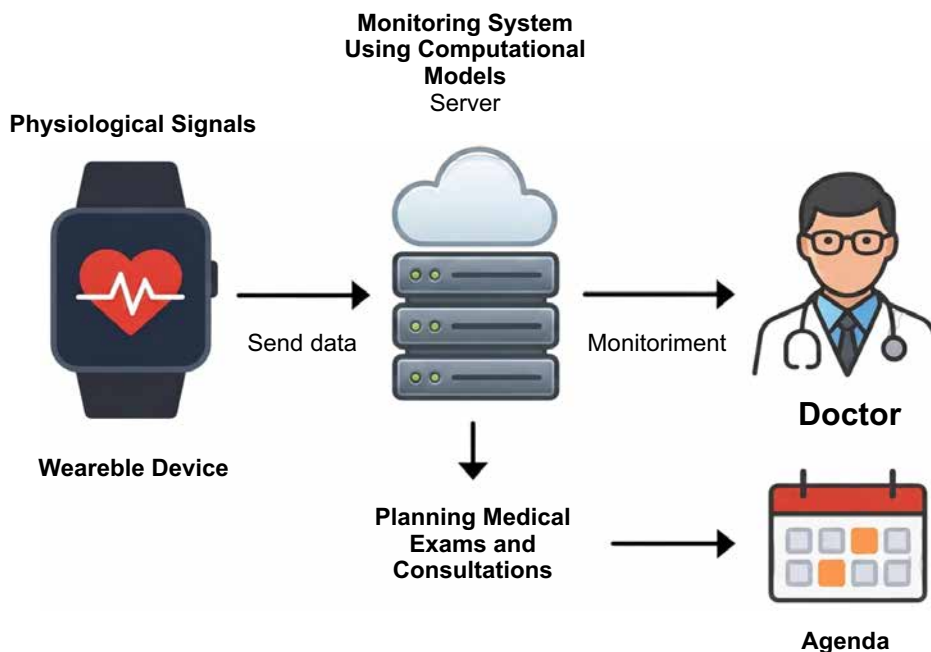 Monitoring System
Using Computational
Models
Server
Physiological Signals
Send data
Monitoriment
Doctor
Weareble Device
Planning Medical
Exams and
Consultations
Agenda